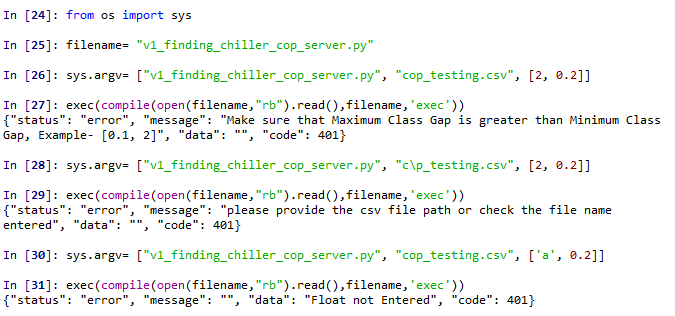 In [24]: from os import sys
In [25]: filename= "v1_finding_chiller_cop_server.py"
In [26]: sys.argv= ["v1_finding_chiller_cop_server.py", "cop_testing.csv", [2, 0.2]]
In [27]: exec(compile(open(filename,"rb").read(),filename,'exec'))
{"status": "error", "message": "Make sure that Maximum Class Gap is greater than Minimum Class
Gap, Example- [0.1, 2]", "data": "", "code": 401}
In [28]: sys.argv= ["v1_finding_chiller_cop_server.py", "c\p_testing.csv", [2, 0.2]]
In [29]: exec(compile(open(filename,"rb").read(),filename,'exec'))
{"status": "error", "message": "please provide the csv file path or check the file name
entered", "data": "", "code": 401}
In [30]: sys.argv= ["v1_finding_chiller_cop_server.py", "cop_testing.csv", ['a', 0.2]]
In [31]: exec(compile(open(filename,"rb").read(),filename,'exec'))
{"status": "error", "message": "", "data": "Float not Entered", "code": 401}